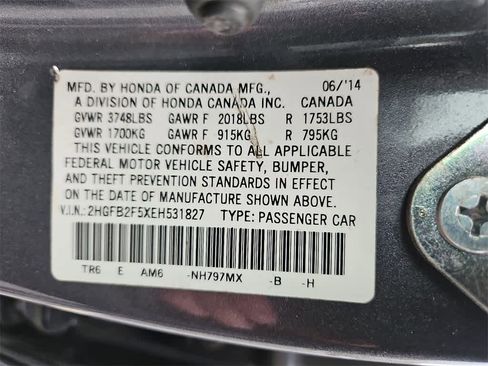 MFD. BY HONDA OF CANADA MFG., 06/'14
A DIVISION OF HONDA CANADA INC. CANADA
GVWR 3748LBS GAWR F 2018LBS R 1753LBS
GVWR 1700KG GAWR F 915KG R 795KG
THIS VEHICLE CONFORMS TO ALL APPLICABLE
FEDERAL MOTOR VEHICLE SAFETY, BUMPER,
AND THEFT PREVENTION STANDARDS IN EFFECT
ON THE DATE OF MANUFACTURE SHOWN ABOVE.
V.I.N.: 2HGFB2F5XEH531827 TYPE: PASSENGER CAR
TR6 E AM6 -NH797MX -B -H